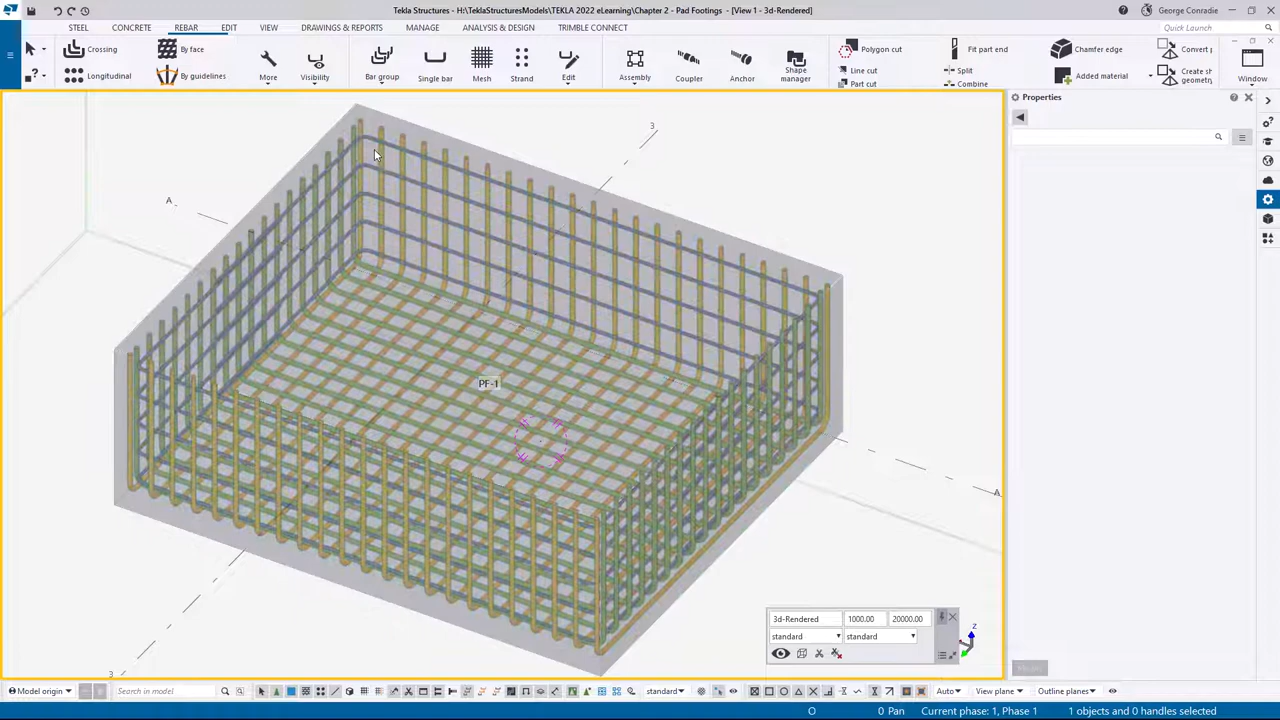 Tekla Structures - H:\TeklaStructuresModels\TEKLA 2022 eLearning\Chapter 2 - Pad Footings - [View 1 - 3d-Rendered]
George Conradie
STEEL CONCRETE REBAR EDIT VIEW DRAWINGS & REPORTS MANAGE ANALYSIS & DESIGN TRIMBLE CONNECT
Quick Launch
Crossing
Longitudinal
By face
By guidelines
More
Visibility
Bar group
Single bar
Mesh
Strand
Edit
Assembly
Coupler
Anchor
Shape manager
Polygon cut
Line cut
Part cut
Fit part end
Split
Combine
Chamfer edge
Added material
Convert
Create sh
geometry
Window
Properties
3
A
PF-1
A
3
3d-Rendered 1000.00 20000.00
standard standard
z
Model origin
Search in model
standard
Auto
View plane
Outline planes
O
0 Pan
Current phase: 1, Phase 1
1 objects and 0 handles selected